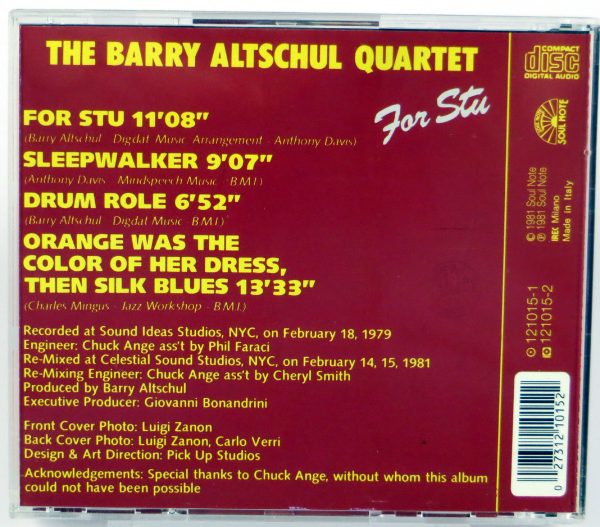 THE BARRY ALTSCHUL QUARTET
For Stu
COMPACT
disc
DIGITAL AUDIO
FOR STU 11'08"
(Barry Altschul - Digdat Music Arrangement - Anthony Davis)
SLEEPWALKER 9'07"
(Anthony Davis - Mindspeech Music - B.M.I.)
DRUM ROLE 6'52"
(Barry Altschul - Digdat Music - B.M.I.)
ORANGE WAS THE
COLOR OF HER DRESS,
THEN SILK BLUES 13'33"
(Charles Mingus - Jazz Workshop - B.M.I.)
Recorded at Sound Ideas Studios, NYC, on February 18, 1979
Engineer: Chuck Ange ass't by Phil Faraci
Re-Mixed at Celestial Sound Studios, NYC, on February 14, 15, 1981
Re-Mixing Engineer: Chuck Ange ass't by Cheryl Smith
Produced by Barry Altschul
Executive Producer: Giovanni Bonandrini
Front Cover Photo: Luigi Zanon
Back Cover Photo: Luigi Zanon, Carlo Verri
Design & Art Direction: Pick Up Studios
Acknowledgements: Special thanks to Chuck Ange, without whom this album
could not have been possible
SOUL NOTE
© 1981 Soul Note
℗ 1981 Soul Note
IREC Milano
Made in Italy
121015-1
121015-2
0 27312 10152